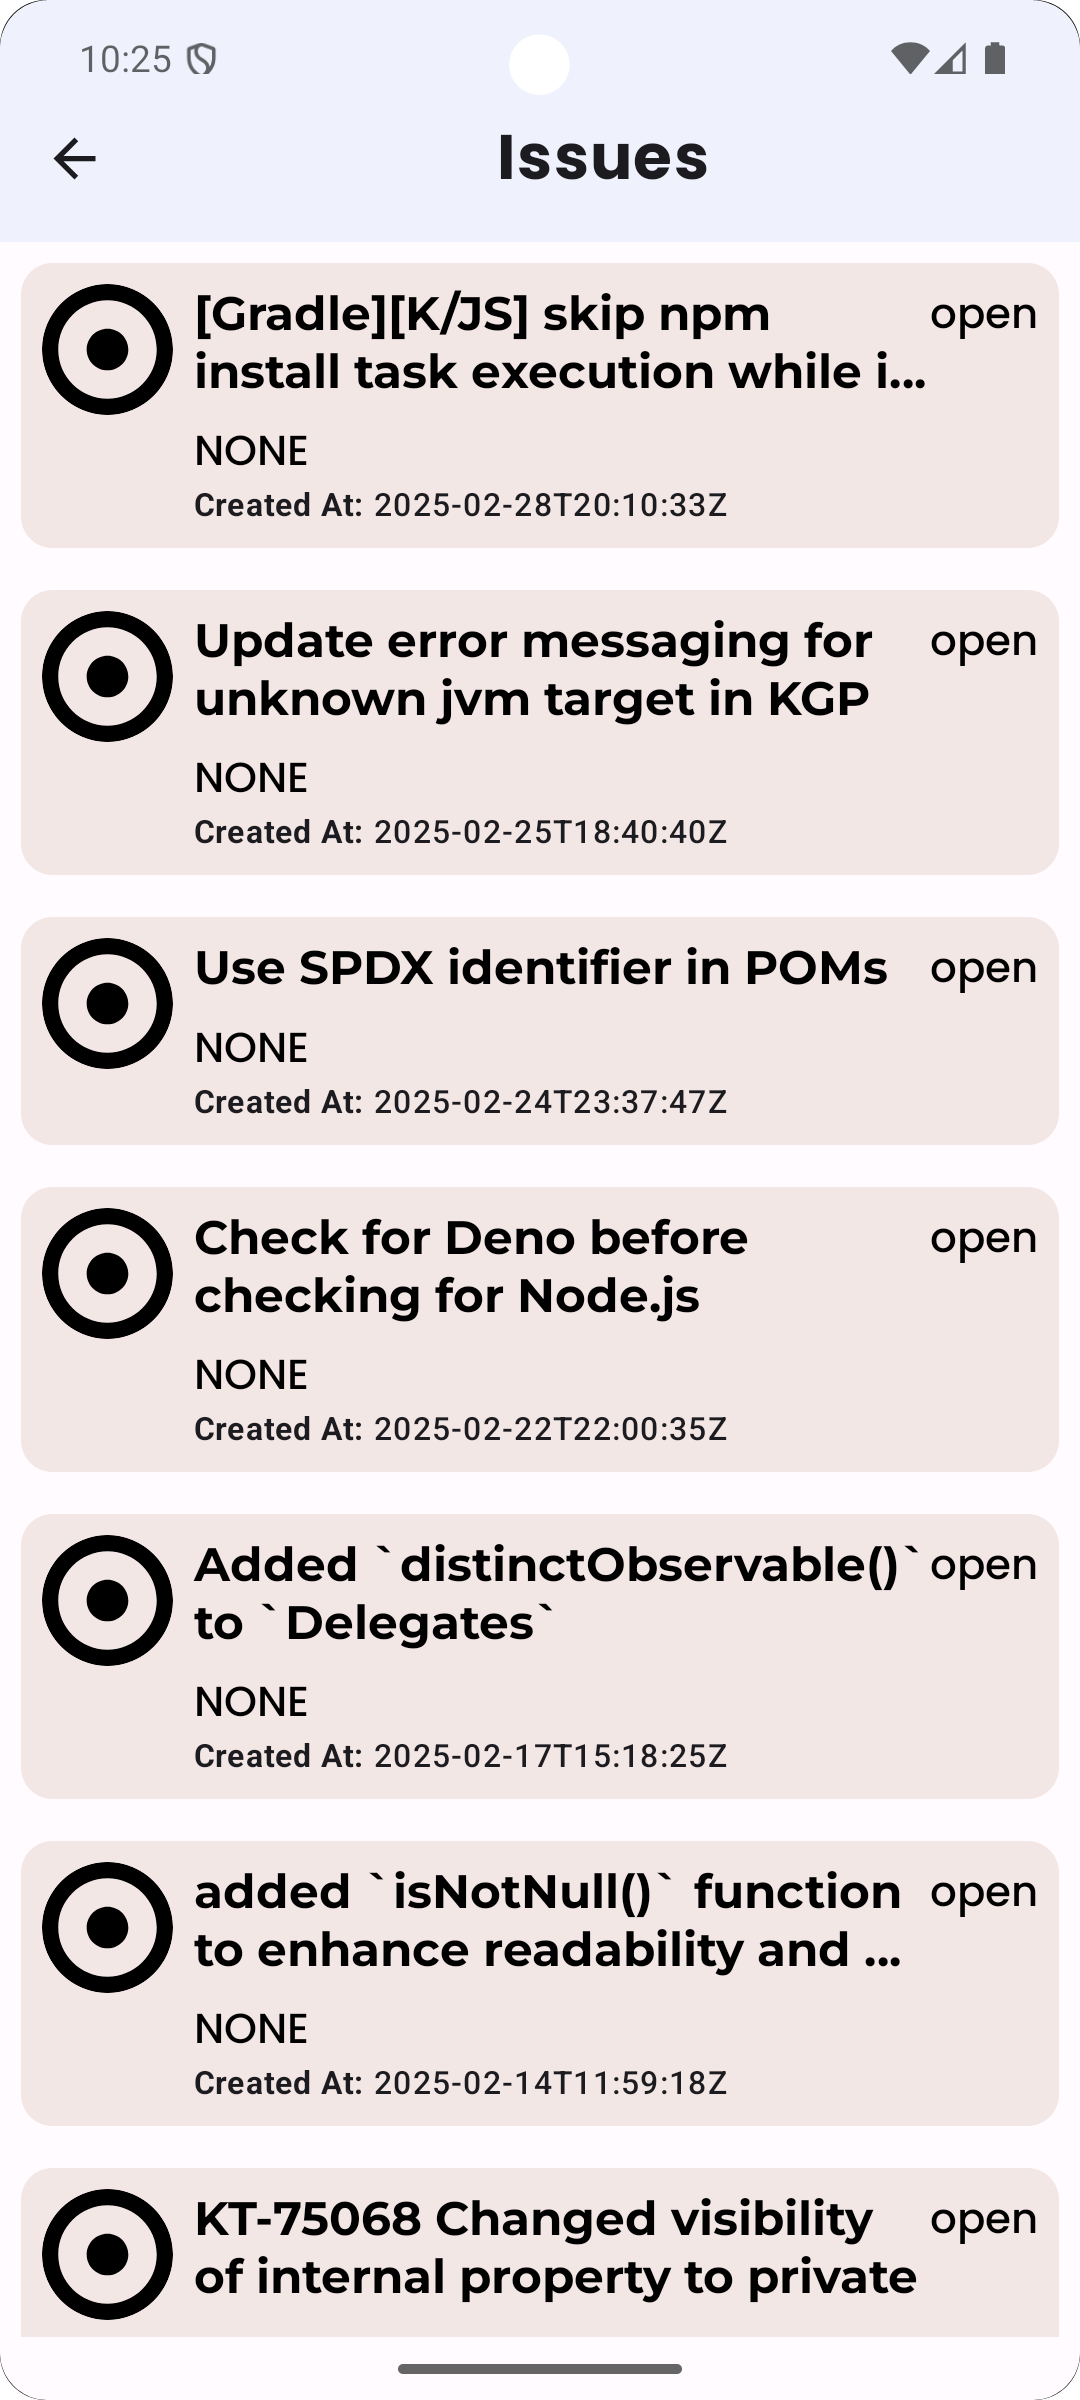 10:25
Issues
[Gradle][K/JS] skip npm open
install task execution while i...
NONE
Created At: 2025-02-28T20:10:33Z
Update error messaging for open
unknown jvm target in KGP
NONE
Created At: 2025-02-25T18:40:40Z
Use SPDX identifier in POMs open
NONE
Created At: 2025-02-24T23:37:47Z
Check for Deno before open
checking for Node.js
NONE
Created At: 2025-02-22T22:00:35Z
Added `distinctObservable()` open
to `Delegates`
NONE
Created At: 2025-02-17T15:18:25Z
added `isNotNull()` function open
to enhance readability and ...
NONE
Created At: 2025-02-14T11:59:18Z
KT-75068 Changed visibility open
of internal property to private